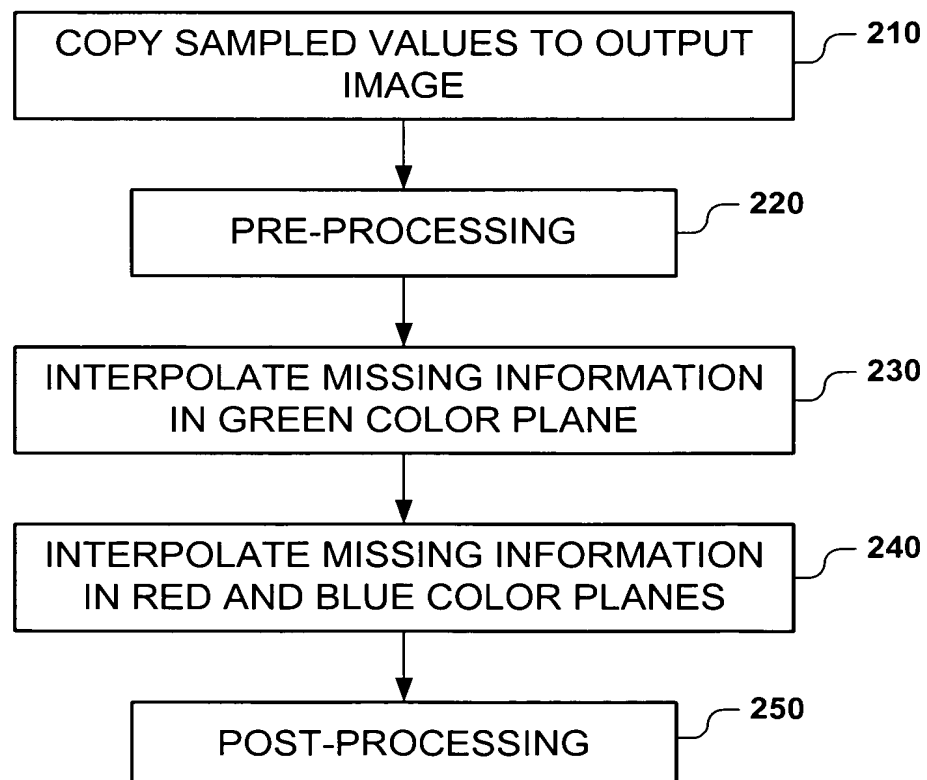 COPY SAMPLED VALUES TO OUTPUT
IMAGE
210
PRE-PROCESSING
220
INTERPOLATE MISSING INFORMATION
IN GREEN COLOR PLANE
230
INTERPOLATE MISSING INFORMATION
IN RED AND BLUE COLOR PLANES
240
POST-PROCESSING
250